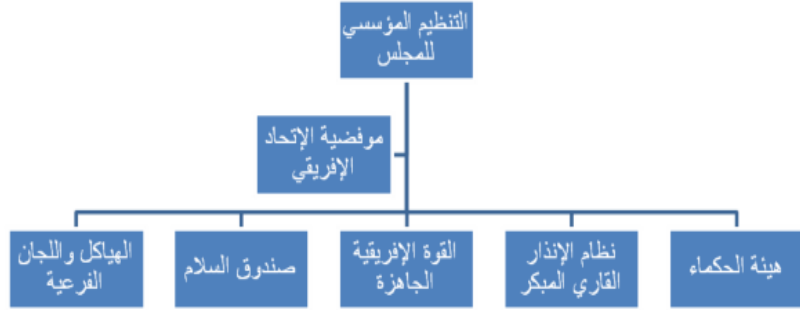 التنظيم المؤسسي
للمجلس
موفضية الإتحاد
الإفريقي
هيئة الحكماء
نظام الإنذار
القاري المبكر
القوة الإفريقية
الجاهزة
صندوق السلام
الهياكل واللجان
الفرعية